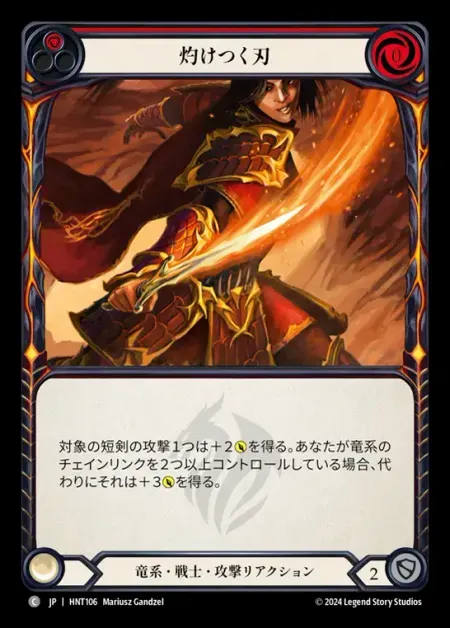 灼けつく刃
0
対象の短剣の攻撃1つは+2を得る。あなたが竜系の
チェインリンクを2つ以上コントロールしている場合、代
わりにそれは+3を得る。
竜系・戦士・攻撃リアクション
2
C JP | HNT106 Mariusz Gandzel
© 2024 Legend Story Studios